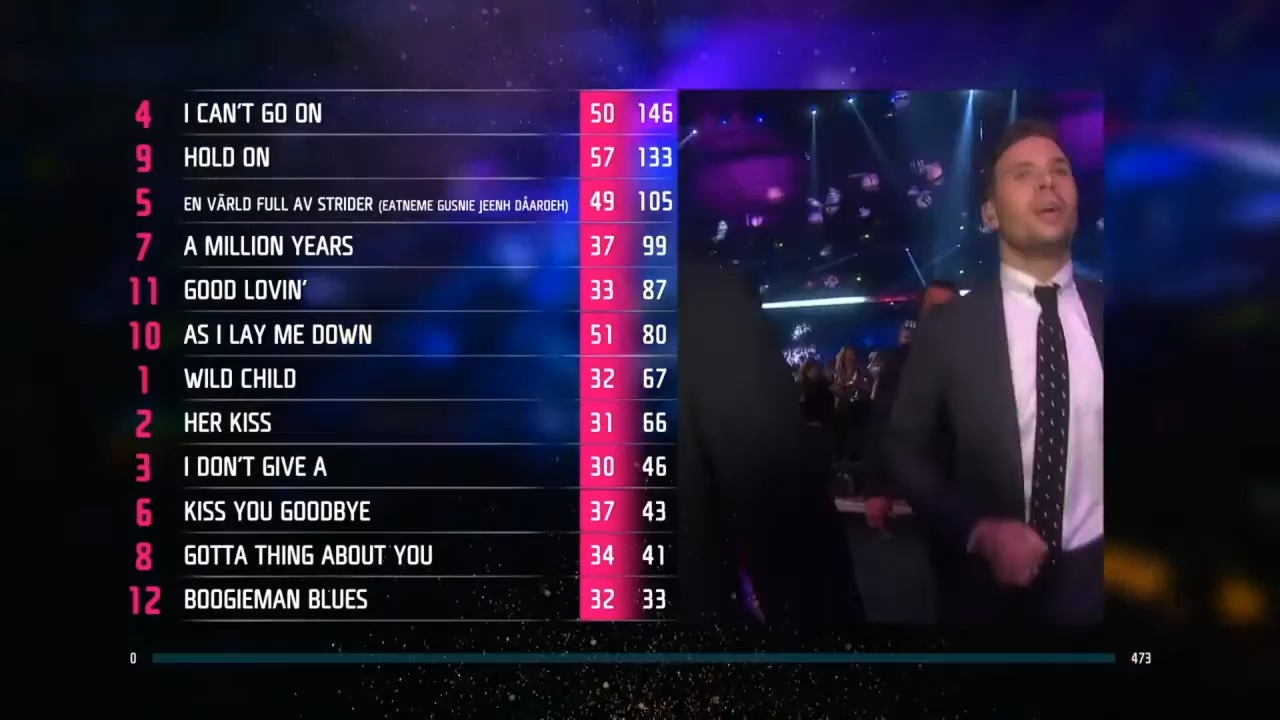 4 I CAN'T GO ON 50 146
9 HOLD ON 57 133
5 EN VÄRLD FULL AV STRIDER (EATNEME GUSNIE JEENH DÅAROEH) 49 105
7 A MILLION YEARS 37 99
11 GOOD LOVIN' 33 87
10 AS I LAY ME DOWN 51 80
1 WILD CHILD 32 67
2 HER KISS 31 66
3 I DON'T GIVE A 30 46
6 KISS YOU GOODBYE 37 43
8 GOTTA THING ABOUT YOU 34 41
12 BOOGIEMAN BLUES 32 33
0 473